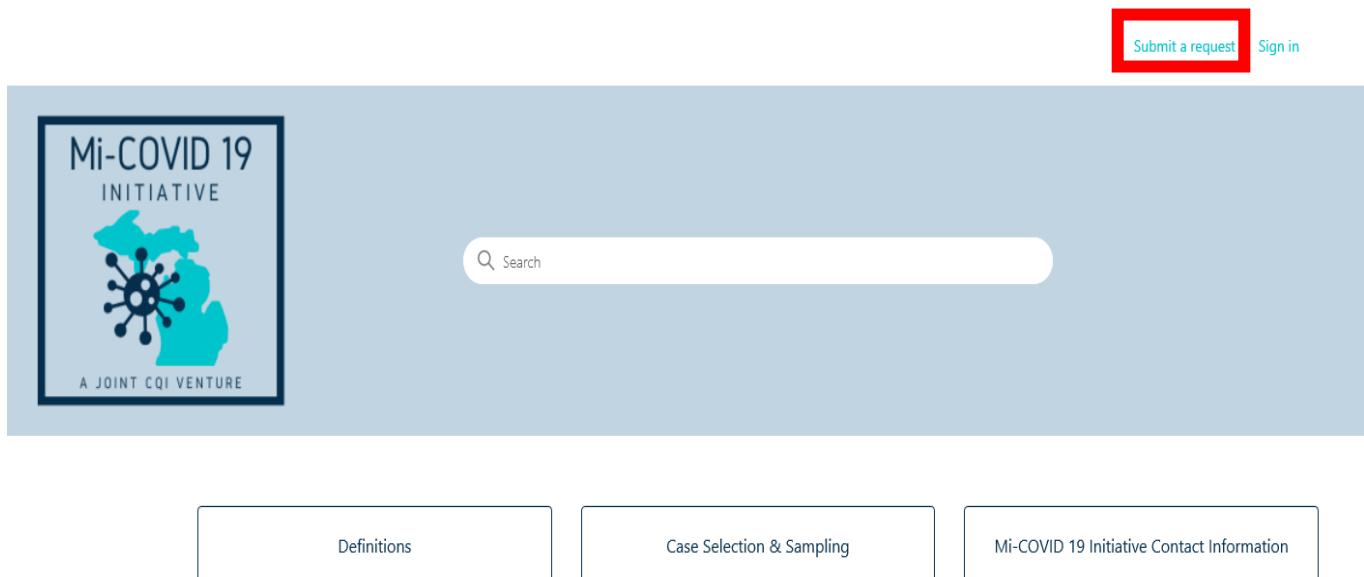 Submit a request Sign in
Mi-COVID 19
INITIATIVE
A JOINT CQI VENTURE
Search
Definitions
Case Selection & Sampling
Mi-COVID 19 Initiative Contact Information